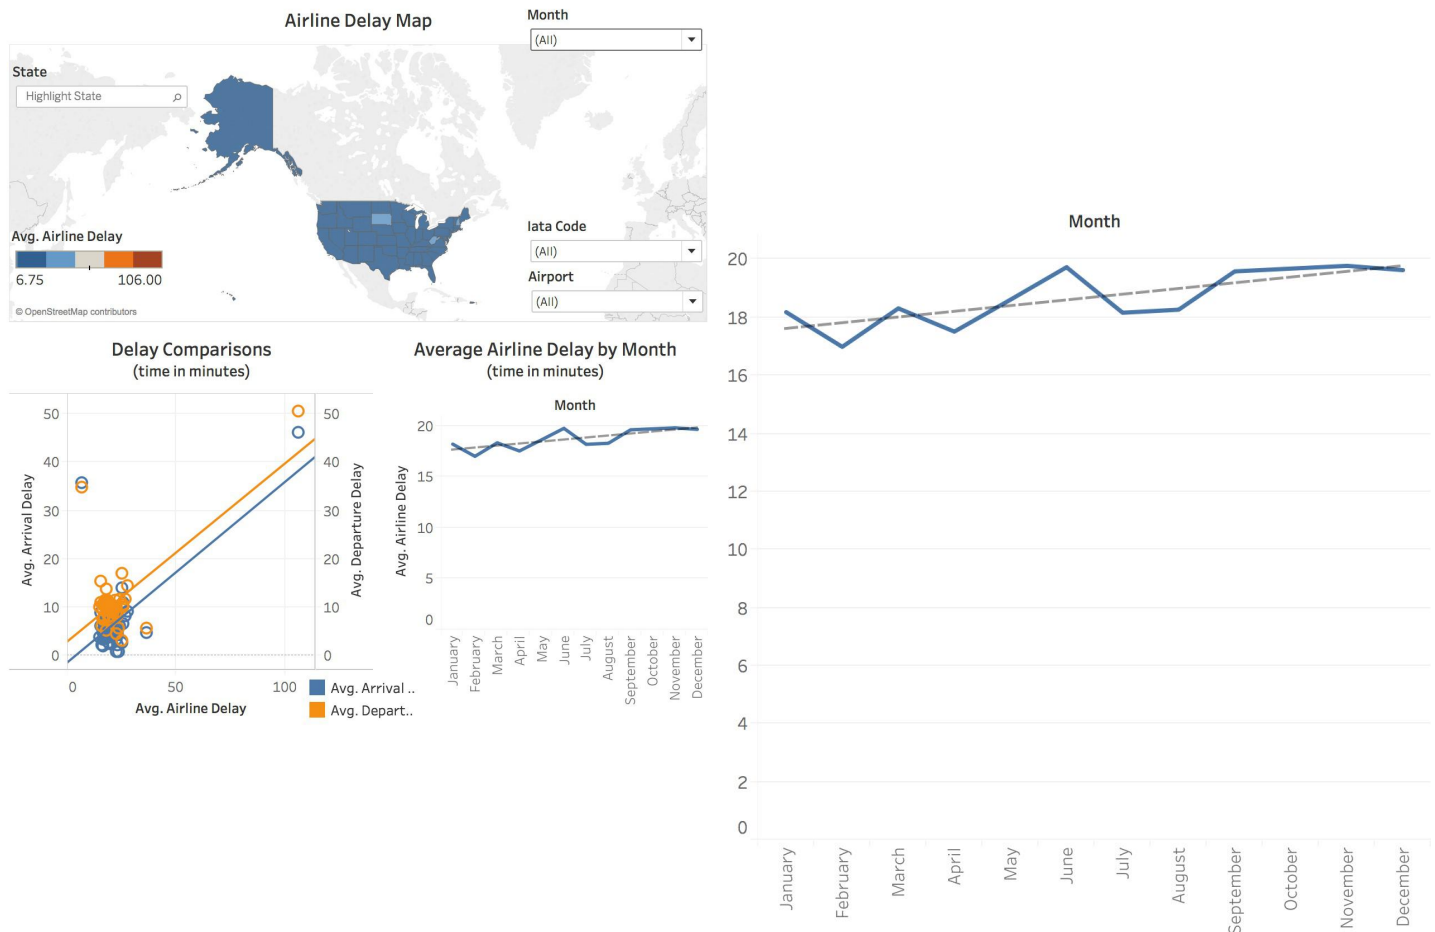 Airline Delay Map
Month
(All)
State
Highlight State
Iata Code
(All)
Airport
(All)
Avg. Airline Delay
6.75 106.00
© OpenStreetMap contributors
Delay Comparisons
(time in minutes)
50
40
30
20
10
0
Avg. Arrival Delay
50
40
30
20
10
0
Avg. Departure Delay
0 50 100
Avg. Airline Delay
Avg. Arrival ..
Avg. Depart..
Average Airline Delay by Month
(time in minutes)
Month
20
15
10
5
0
Avg. Airline Delay
January
February
March
April
May
June
July
August
September
October
November
December
Month
20
18
16
14
12
10
8
6
4
2
0
January
February
March
April
May
June
July
August
September
October
November
December